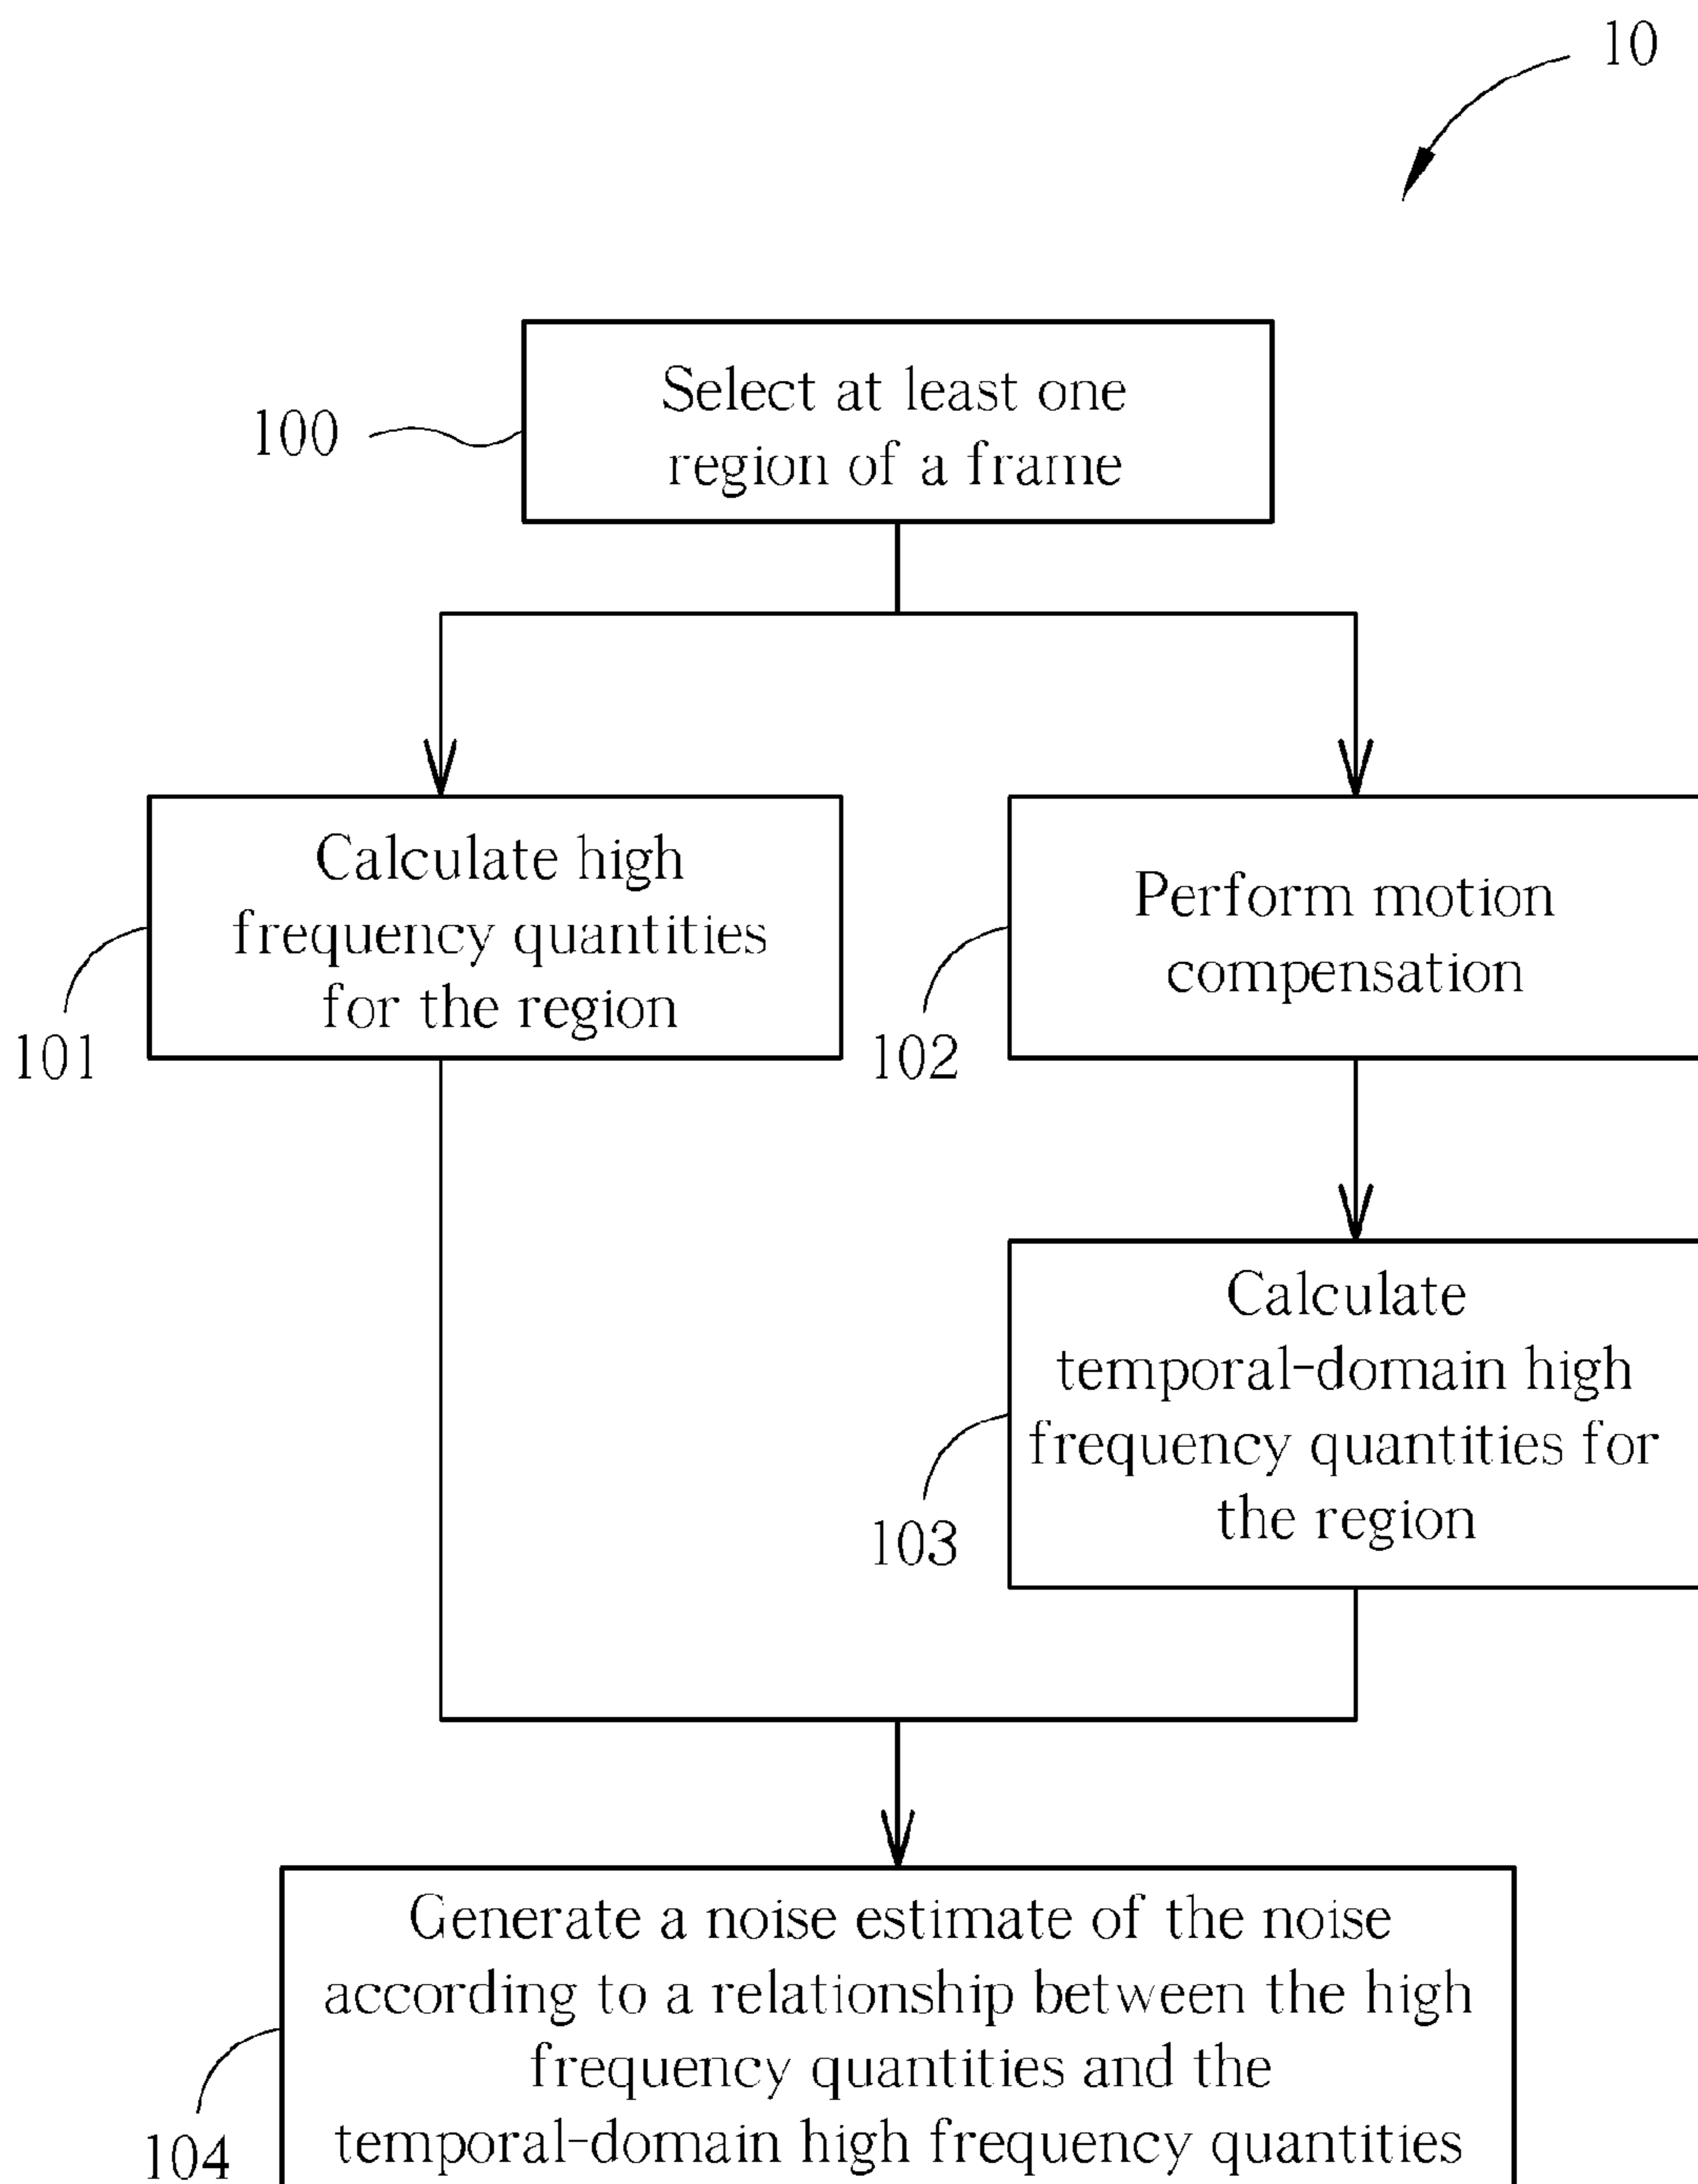 10
100
Select at least one
region of a frame
Calculate high
frequency quantities
for the region
101
Perform motion
compensation
102
Calculate
temporal-domain high
frequency quantities for
the region
103
Generate a noise estimate of the noise
according to a relationship between the high
frequency quantities and the
temporal-domain high frequency quantities
104